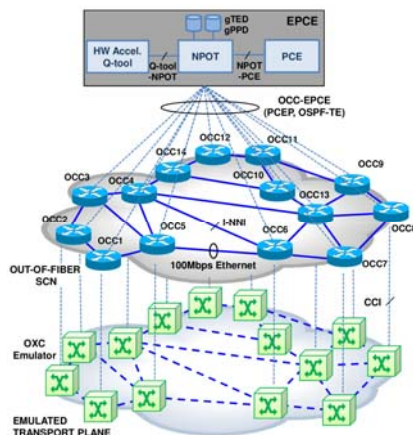 EPCE
gTED
gPPD
HW Accel.
Q-tool
Q-tool
-NPOT
NPOT
NPOT
-PCE
PCE
OCC-EPCE
(PCEP, OSPF-TE)
OCC12
OCC11
OCC14
OCC9
OCC3
OCC4
OCC10
OCC13
OCC2
OCC8
OCC1
OCC5
I-NNI
OCC6
OCC7
100Mbps Ethernet
OUT-OF-FIBER
SCN
CCI
OXC
Emulator
EMULATED
TRANSPORT PLANE